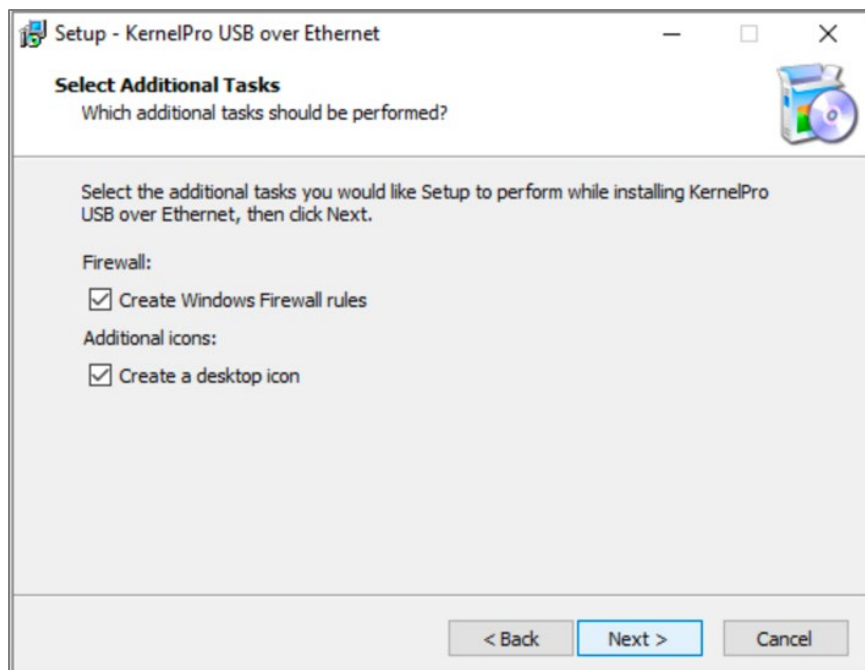 Setup - KernelPro USB over Ethernet
Select Additional Tasks
Which additional tasks should be performed?
Select the additional tasks you would like Setup to perform while installing KernelPro
USB over Ethernet, then click Next.
Firewall:
Create Windows Firewall rules
Additional icons:
Create a desktop icon
< Back Next > Cancel